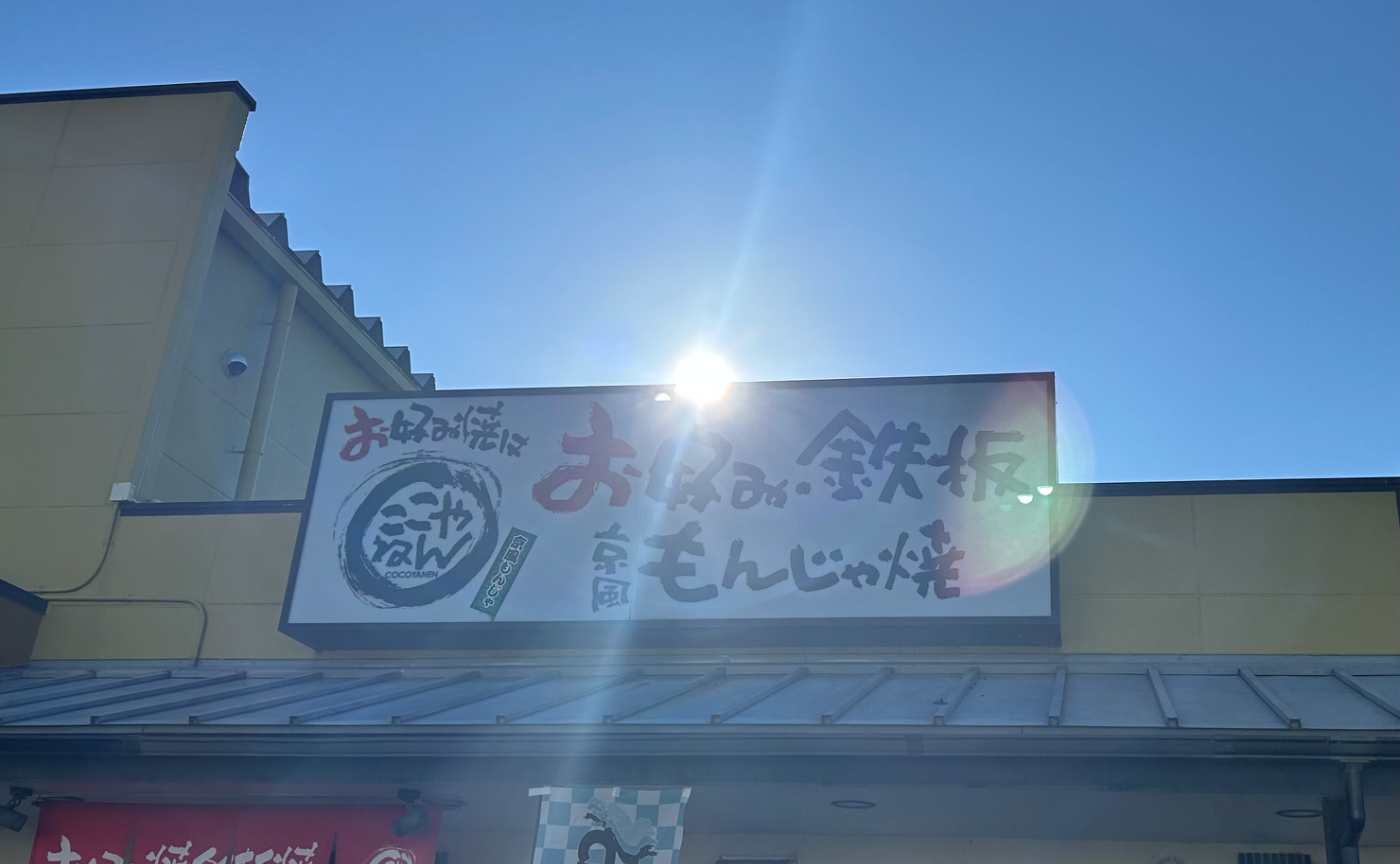 お好み焼は
ここや
ねん
COCOYANEN
京風もんじゃ
お好み・鉄板
京風もんじゃ焼